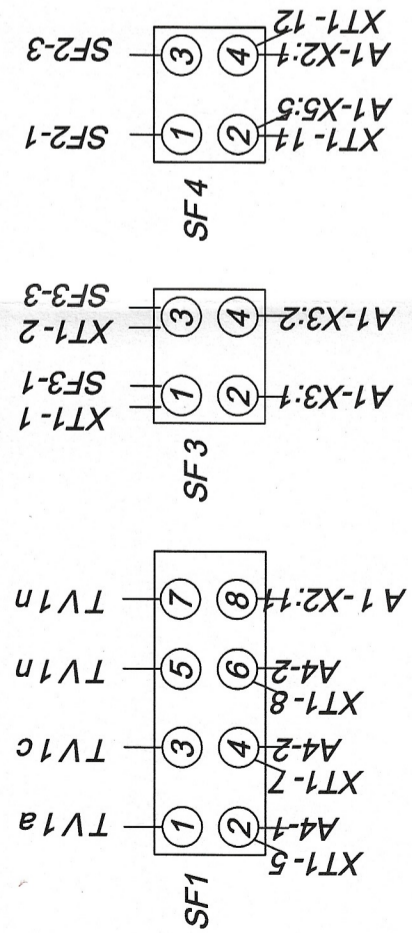 XT1-12
SF2-3
3
4
A1-X2:1
A1-X5:5
SF2-1
1
2
XT1-11
SF4
SF3-3
3
4
A1-X3:2
XT1-2
SF3-1
1
2
A1-X3:1
XT1-1
SF3
TV1n
7
8
A1-X2:11
TV1n
5
6
A4-2
XT1-8
TV1c
3
4
A4-2
XT1-7
TV1a
1
2
A4-1
XT1-5
SF1